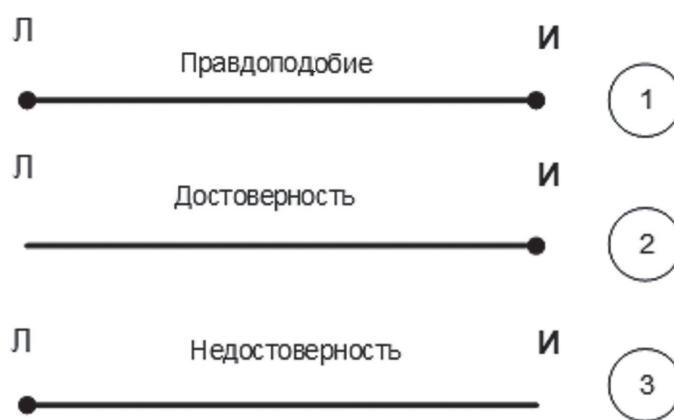 Л И
Правдоподобие
1
Л И
Достоверность
2
Л И
Недостоверность
3